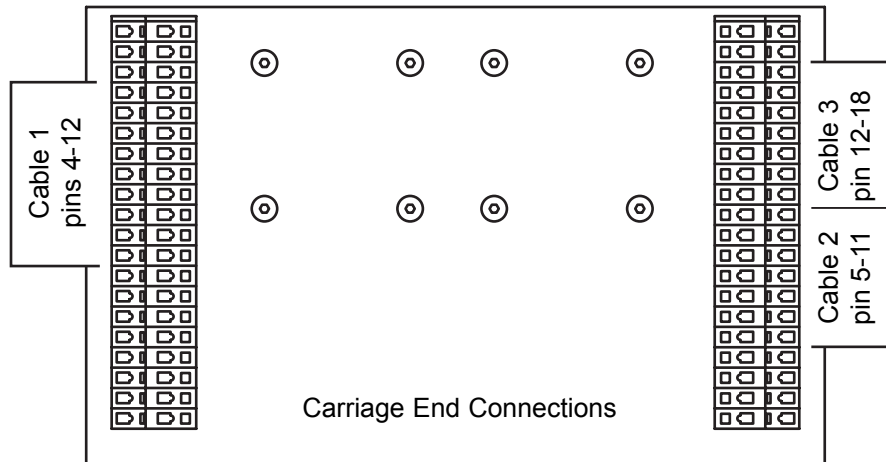 Cable 1
pins 4-12
Cable 3
pin 12-18
Cable 2
pin 5-11
Carriage End Connections